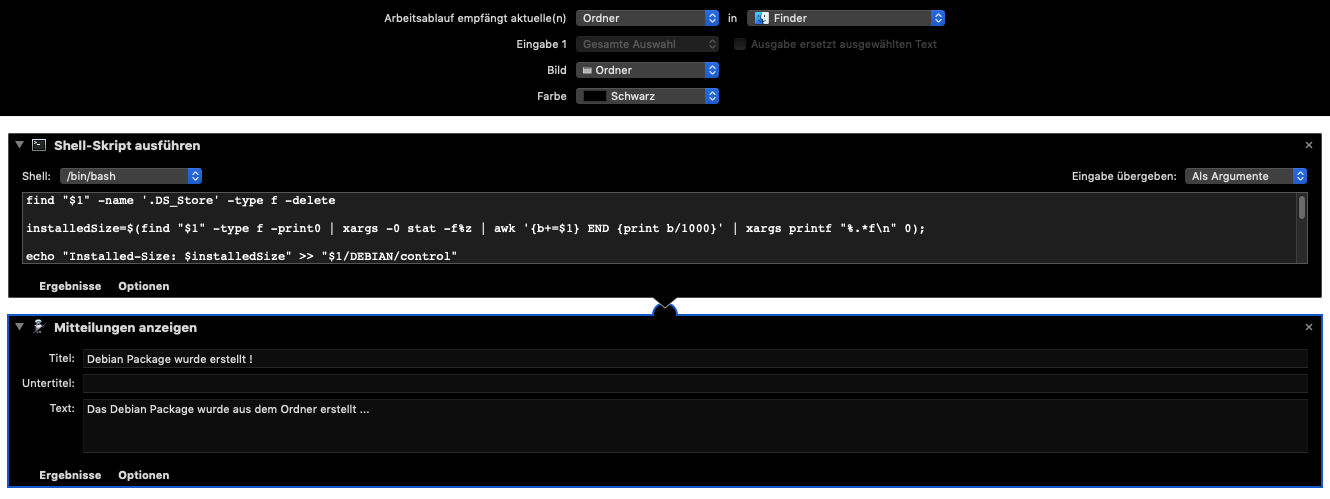 Arbeitsablauf empfängt aktuelle(n) Ordner in Finder
Eingabe 1 Gesamte Auswahl Ausgabe ersetzt ausgewählten Text
Bild Ordner
Farbe Schwarz
Shell-Skript ausführen
Shell: /bin/bash Eingabe übergeben: Als Argumente
find "$1" -name '.DS_Store' -type f -delete
installedSize=$(find "$1" -type f -print0 | xargs -0 stat -f%z | awk '{b+=$1} END {print b/1000}' | xargs printf "%.*f\n" 0);
echo "Installed-Size: $installedSize" >> "$1/DEBIAN/control"
Ergebnisse Optionen
Mitteilungen anzeigen
Titel: Debian Package wurde erstellt !
Untertitel:
Text: Das Debian Package wurde aus dem Ordner erstellt ...
Ergebnisse Optionen